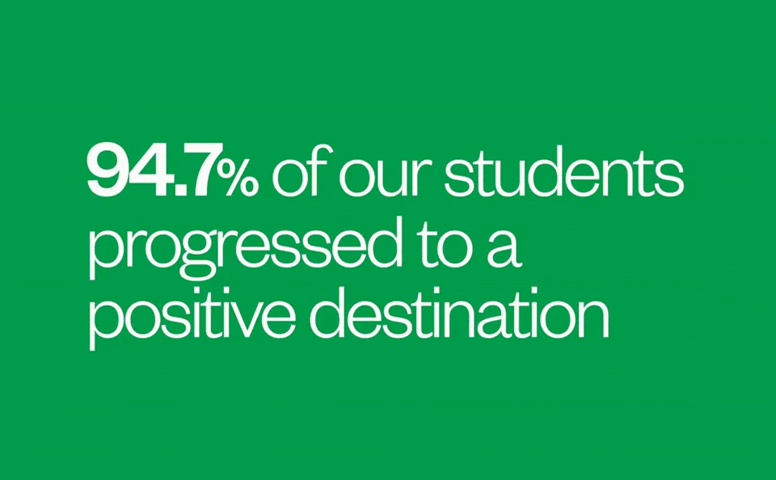 94.7% of our students
progressed to a
positive destination